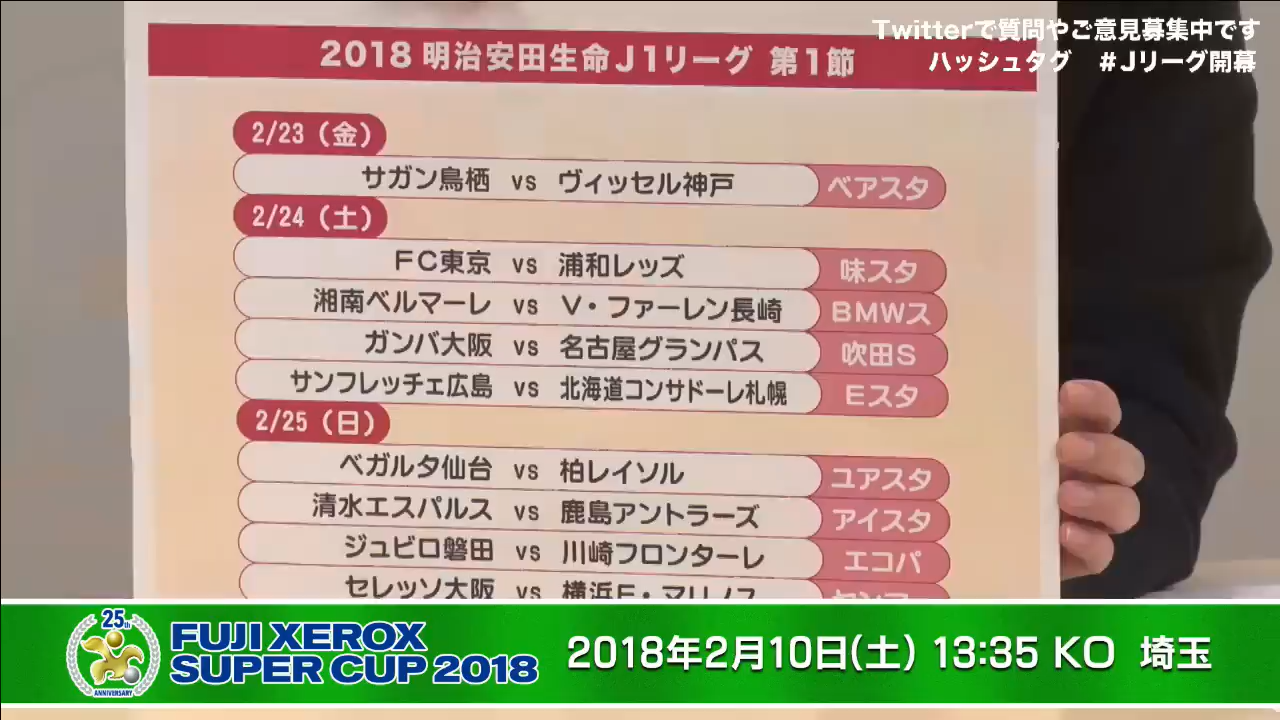 Twitterで質問やご意見募集中です
ハッシュタグ #Jリーグ開幕
2018 明治安田生命J1リーグ 第1節
2/23（金）
サガン鳥栖 vs ヴィッセル神戸 ベアスタ
2/24（土）
FC東京 vs 浦和レッズ 味スタ
湘南ベルマーレ vs V・ファーレン長崎 BMWス
ガンバ大阪 vs 名古屋グランパス 吹田S
サンフレッチェ広島 vs 北海道コンサドーレ札幌 Eスタ
2/25（日）
ベガルタ仙台 vs 柏レイソル ユアスタ
清水エスパルス vs 鹿島アントラーズ アイスタ
ジュビロ磐田 vs 川崎フロンターレ エコパ
セレッソ大阪 vs 横浜F・マリノス
25th
ANNIVERSARY
FUJI XEROX
SUPER CUP 2018
2018年2月10日(土) 13:35 KO 埼玉